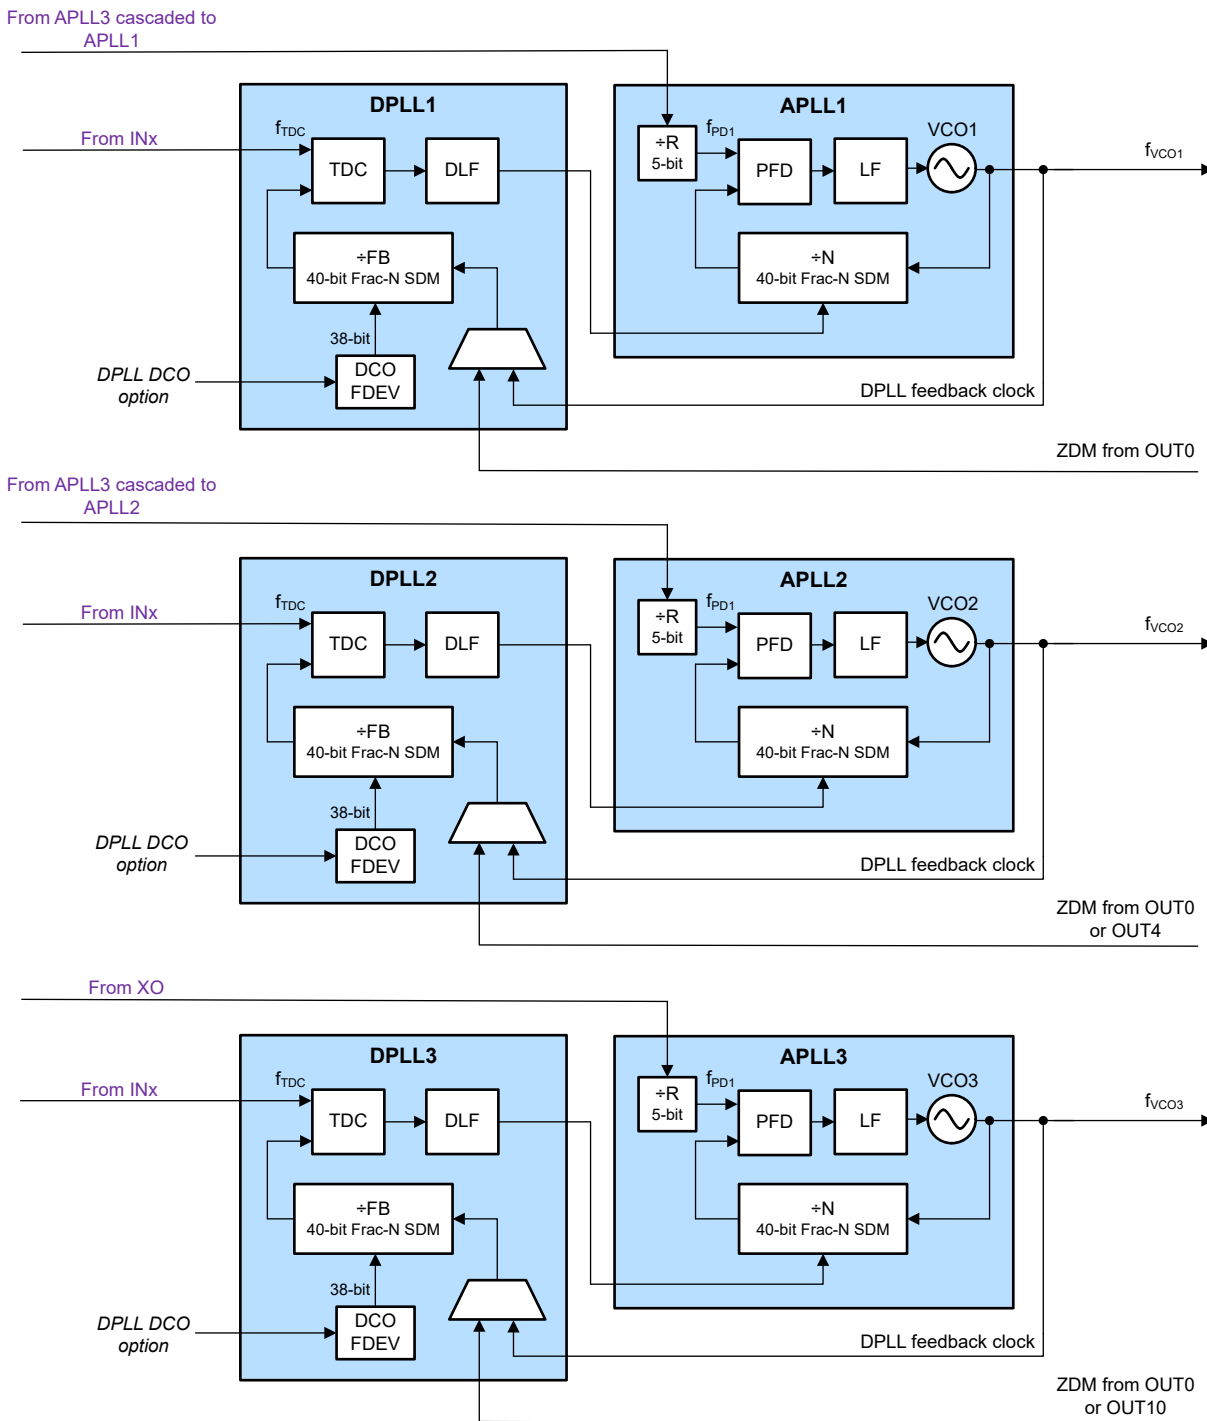 From APLL3 cascaded to
APLL1
DPLL1
APLL1
From INx
fTDC
TDC
DLF
÷R
5-bit
fPD1
PFD
LF
VCO1
fVCO1
÷FB
40-bit Frac-N SDM
÷N
40-bit Frac-N SDM
38-bit
DPLL DCO
option
DCO
FDEV
DPLL feedback clock
ZDM from OUT0
From APLL3 cascaded to
APLL2
DPLL2
APLL2
From INx
fTDC
TDC
DLF
÷R
5-bit
fPD1
PFD
LF
VCO2
fVCO2
÷FB
40-bit Frac-N SDM
÷N
40-bit Frac-N SDM
38-bit
DPLL DCO
option
DCO
FDEV
DPLL feedback clock
ZDM from OUT0
or OUT4
From XO
DPLL3
APLL3
From INx
fTDC
TDC
DLF
÷R
5-bit
fPD1
PFD
LF
VCO3
fVCO3
÷FB
40-bit Frac-N SDM
÷N
40-bit Frac-N SDM
38-bit
DPLL DCO
option
DCO
FDEV
DPLL feedback clock
ZDM from OUT0
or OUT10